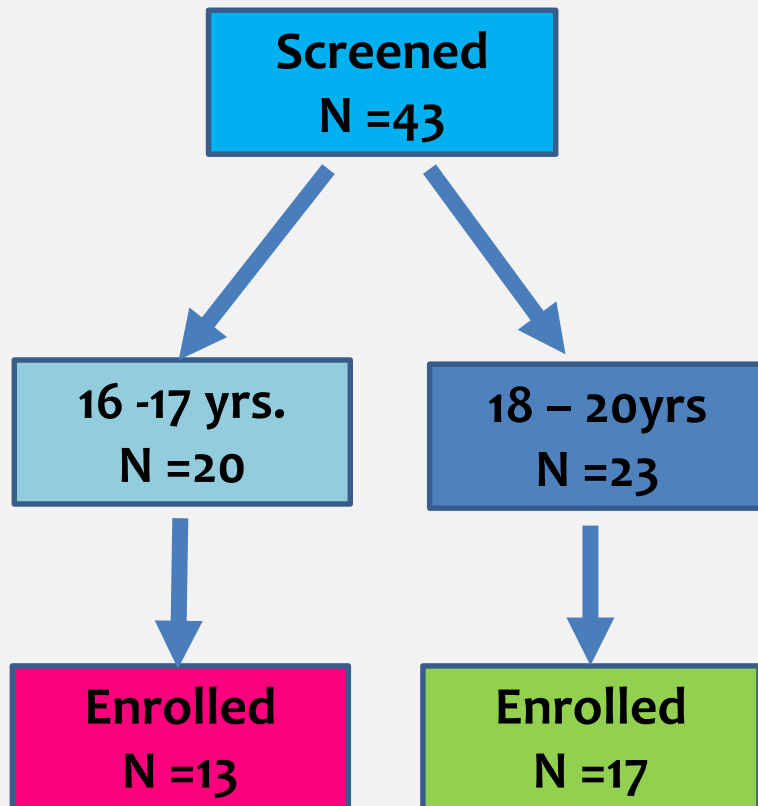 Screened
N =43
16 -17 yrs.
N =20
18 – 20yrs
N =23
Enrolled
N =13
Enrolled
N =17